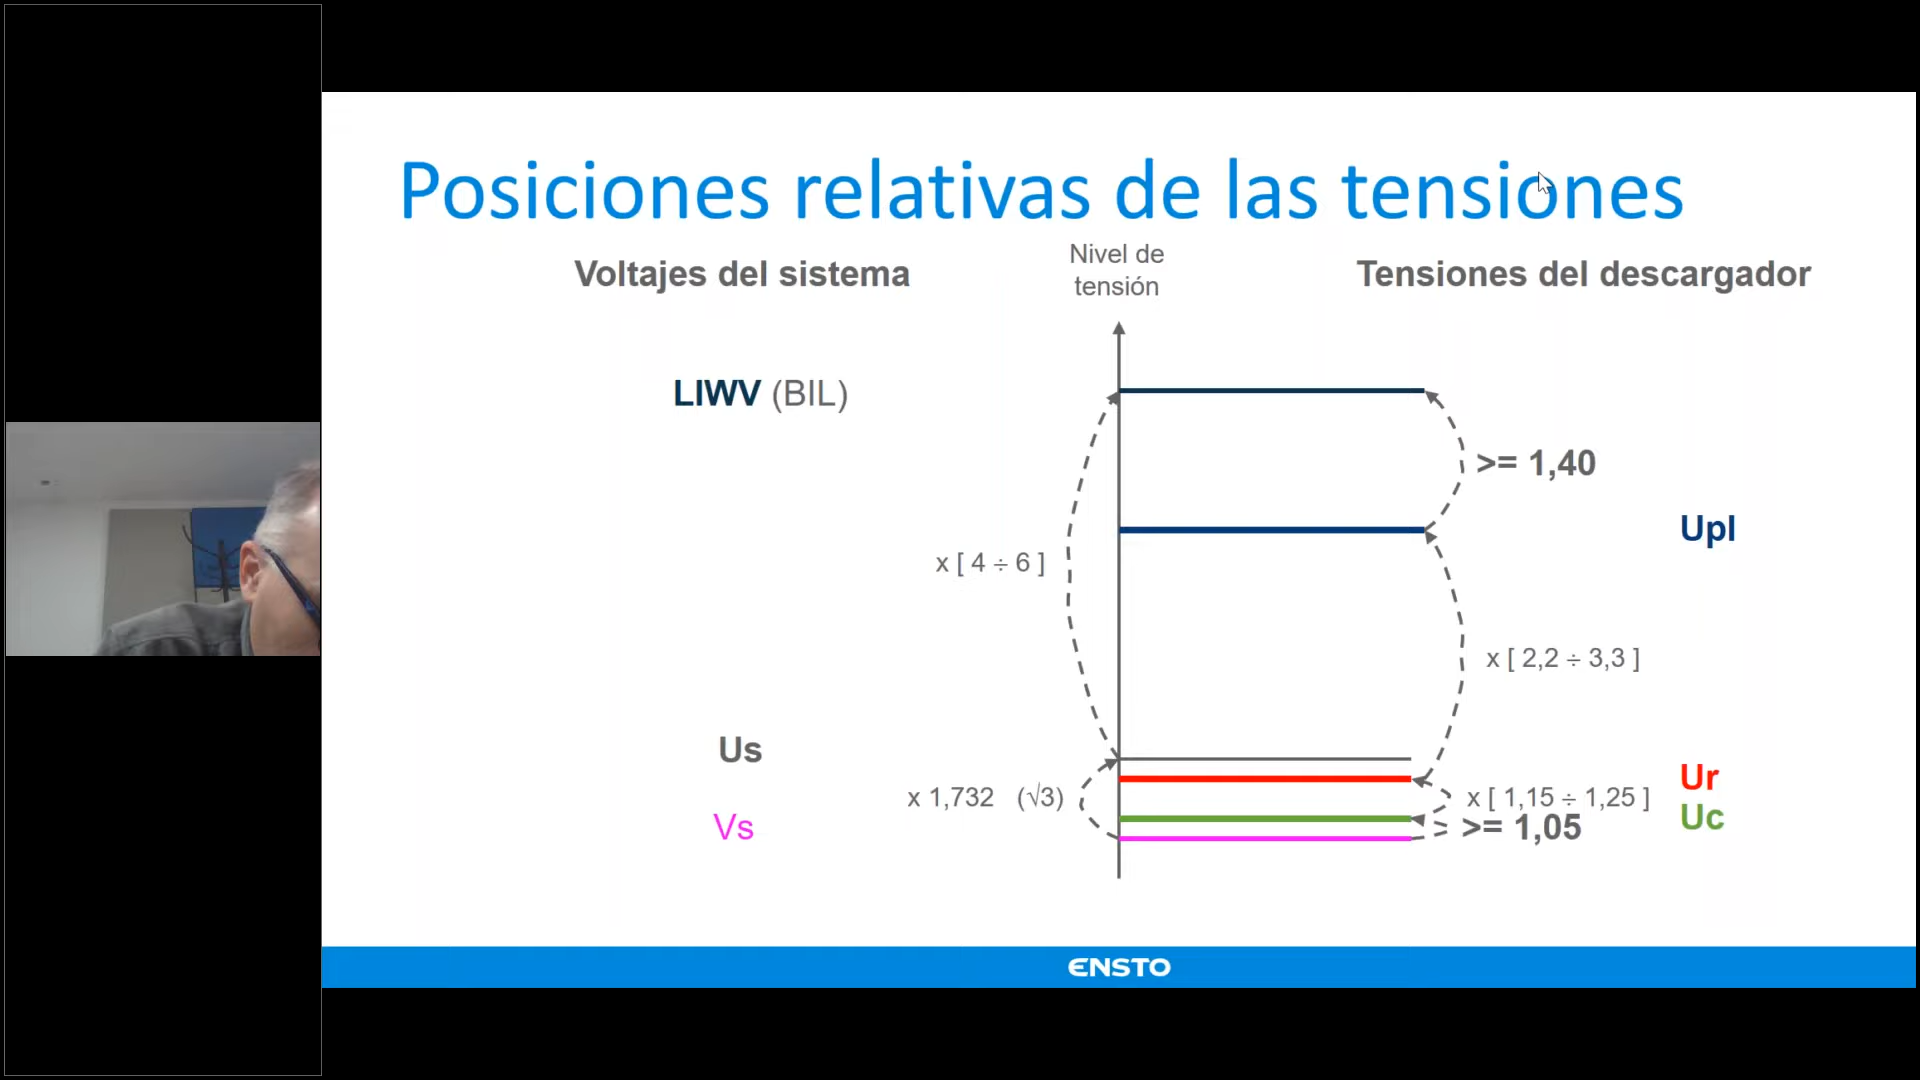 Posiciones relativas de las tensiones
Voltajes del sistema
Nivel de
tensión
Tensiones del descargador
LIWV (BIL)
>= 1,40
Upl
x [ 4 ÷ 6 ]
x [ 2,2 ÷ 3,3 ]
Us
Ur
x 1,732 (√3)
x [ 1,15 ÷ 1,25 ]
Uc
Vs
>= 1,05
ENSTO